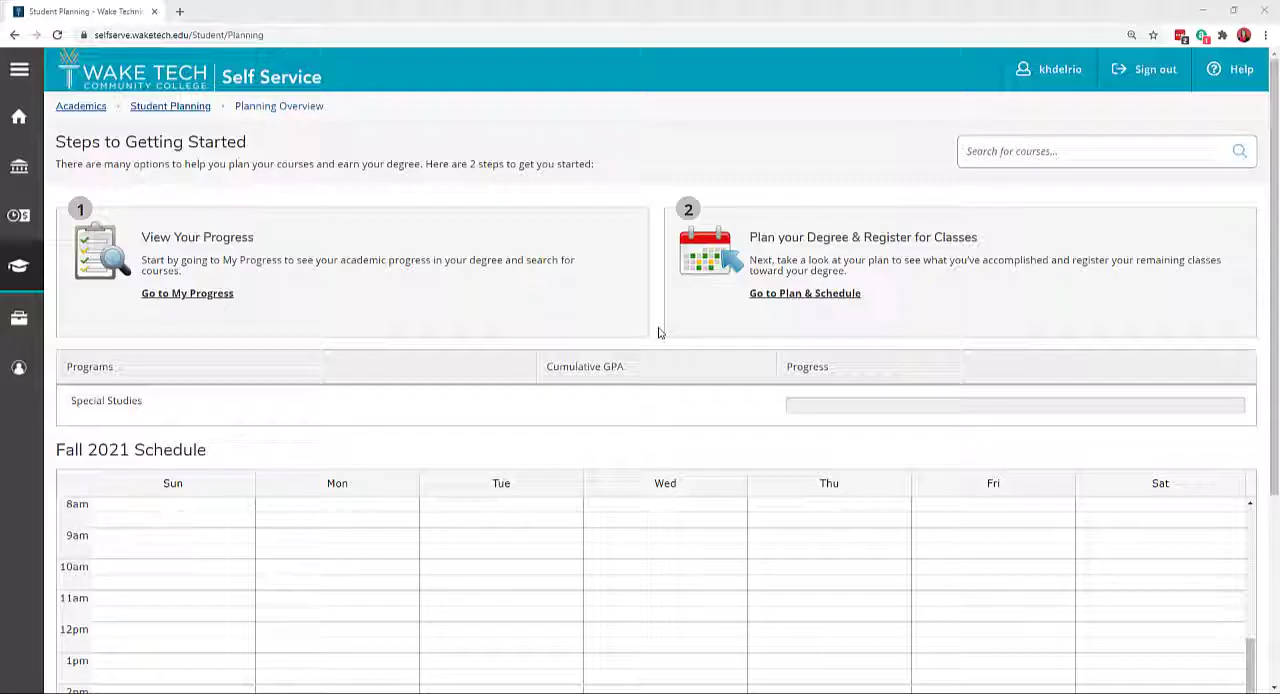 Student Planning - Wake Techni
selfserve.waketech.edu/Student/Planning
WAKE TECH
COMMUNITY COLLEGE
Self Service
khdelrio
Sign out
Help
Academics
Student Planning
Planning Overview
Steps to Getting Started
There are many options to help you plan your courses and earn your degree. Here are 2 steps to get you started:
Search for courses...
1
View Your Progress
Start by going to My Progress to see your academic progress in your degree and search for
courses.
Go to My Progress
2
Plan your Degree & Register for Classes
Next, take a look at your plan to see what you've accomplished and register your remaining classes
toward your degree.
Go to Plan & Schedule
Programs
Cumulative GPA
Progress
Special Studies
Fall 2021 Schedule
Sun Mon Tue Wed Thu Fri Sat
8am
9am
10am
11am
12pm
1pm
2pm